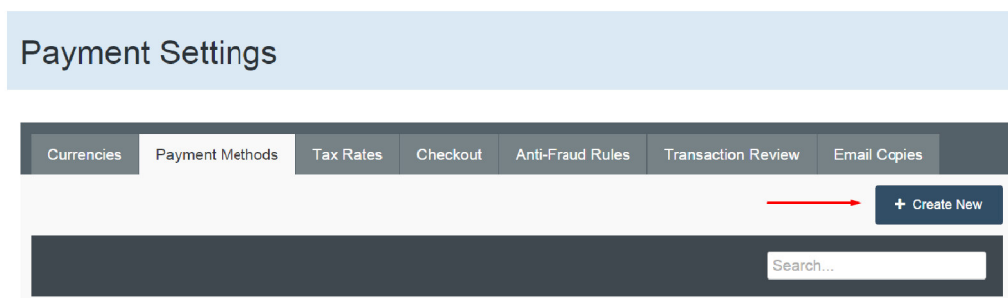 Payment Settings
Currencies Payment Methods Tax Rates Checkout Anti-Fraud Rules Transaction Review Email Copies
+ Create New
Search...